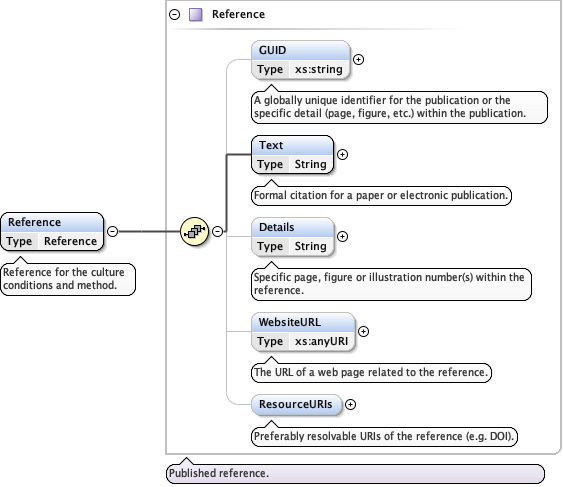 Reference
GUID
Type xs:string
A globally unique identifier for the publication or the
specific detail (page, figure, etc.) within the publication.
Text
Type String
Formal citation for a paper or electronic publication.
Reference
Type Reference
Reference for the culture
conditions and method.
Details
Type String
Specific page, figure or illustration number(s) within the
reference.
WebsiteURL
Type xs:anyURI
The URL of a web page related to the reference.
ResourceURIs
Preferably resolvable URIs of the reference (e.g. DOI).
Published reference.